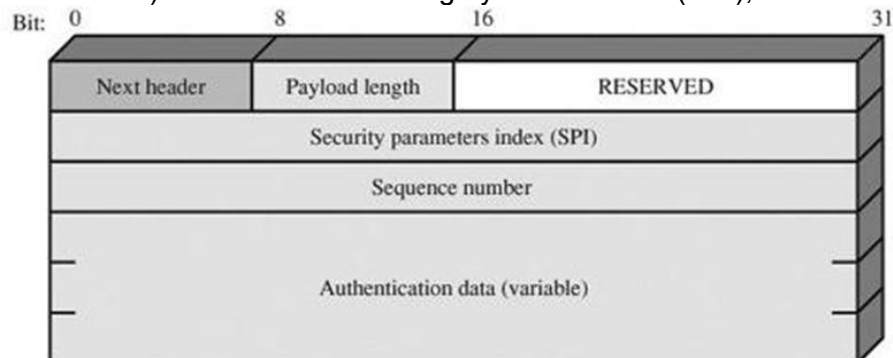 Bit: 0 8 16 31
Next header Payload length RESERVED
Security parameters index (SPI)
Sequence number
Authentication data (variable)